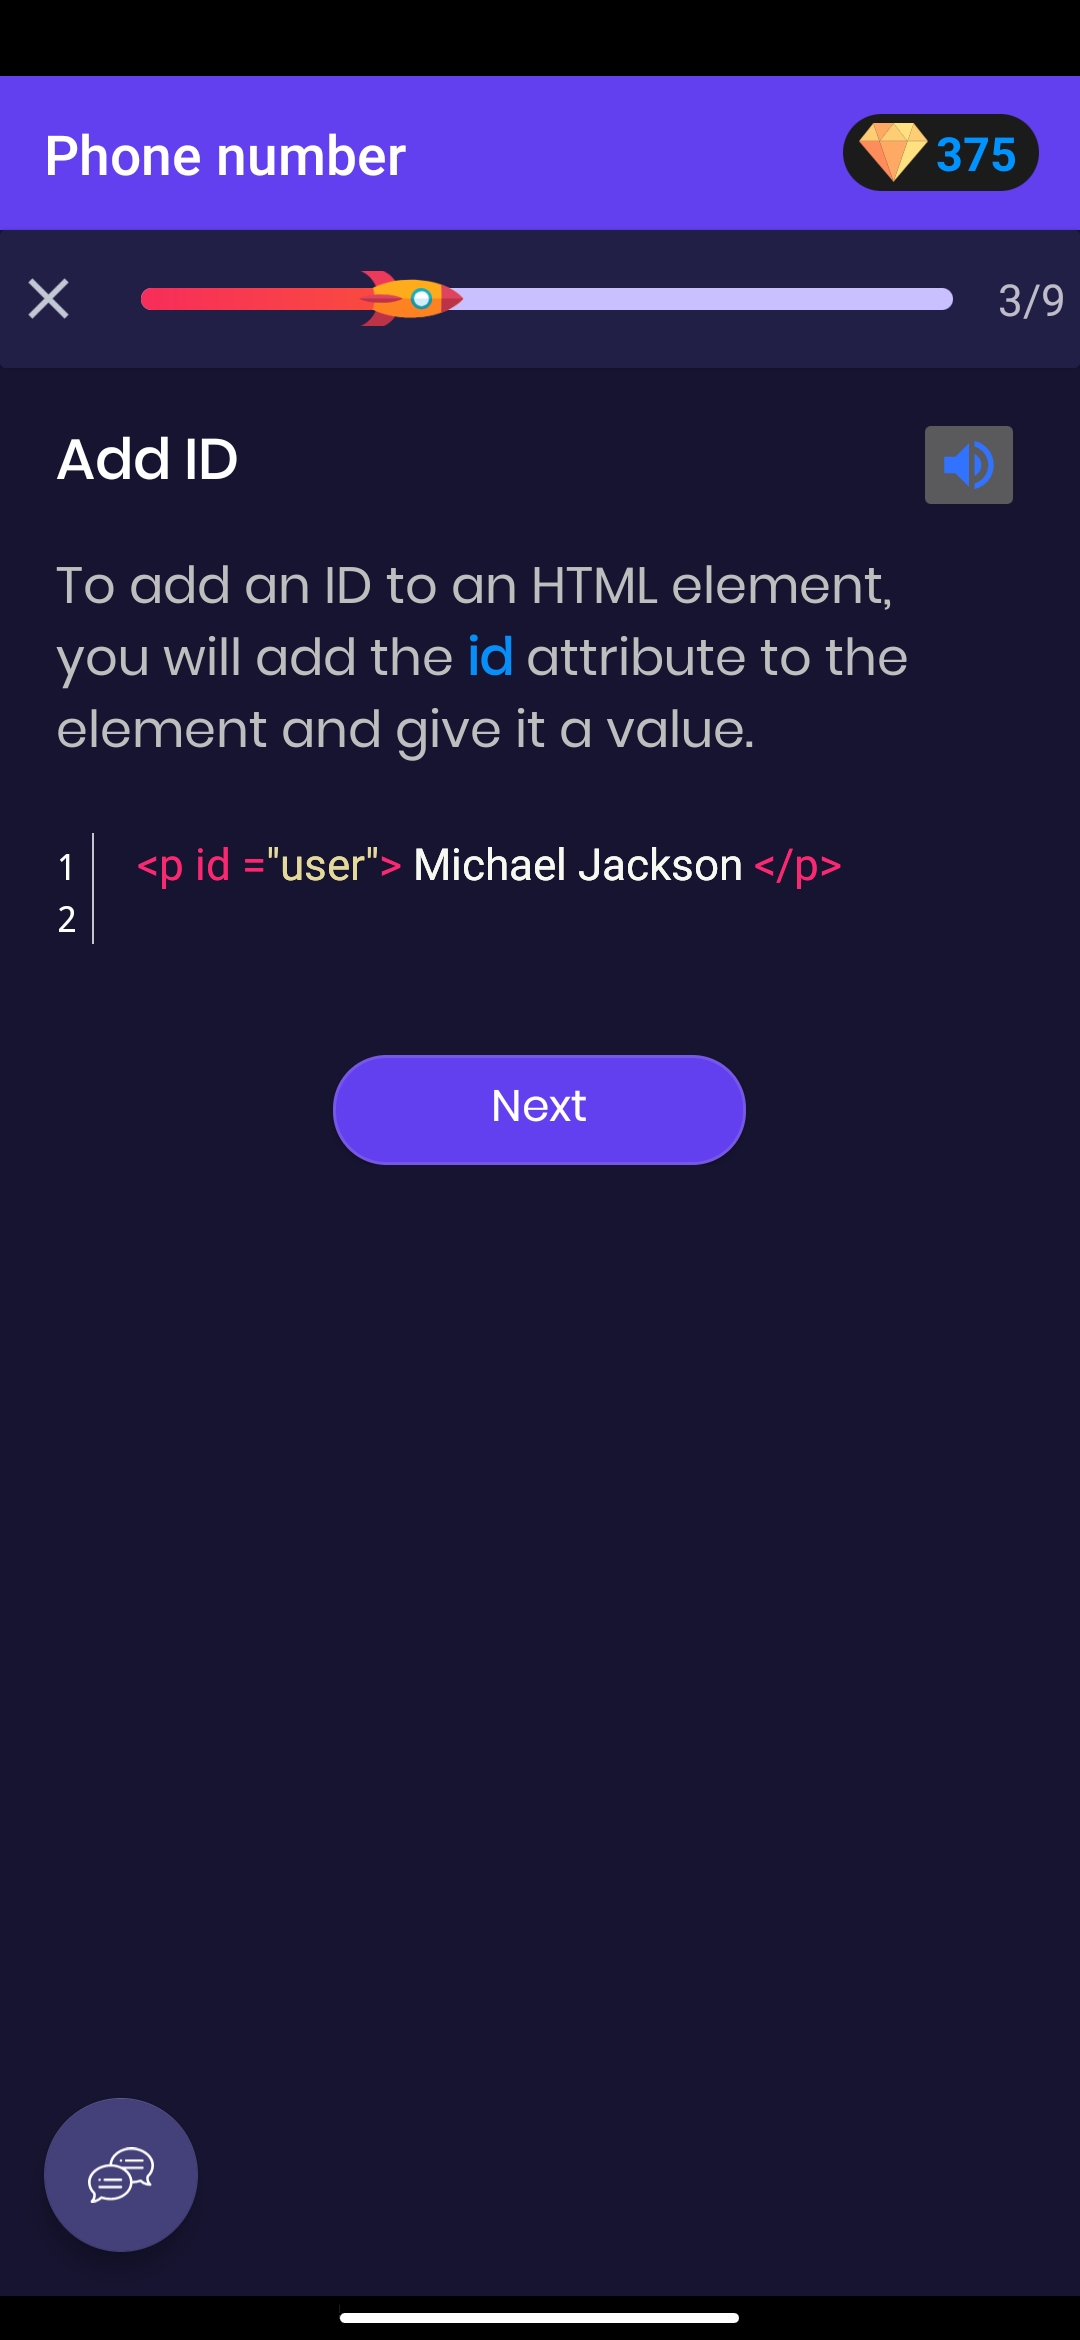 Phone number
375
3/9
Add ID
To add an ID to an HTML element,
you will add the id attribute to the
element and give it a value.
1 <p id ="user"> Michael Jackson </p>
2
Next